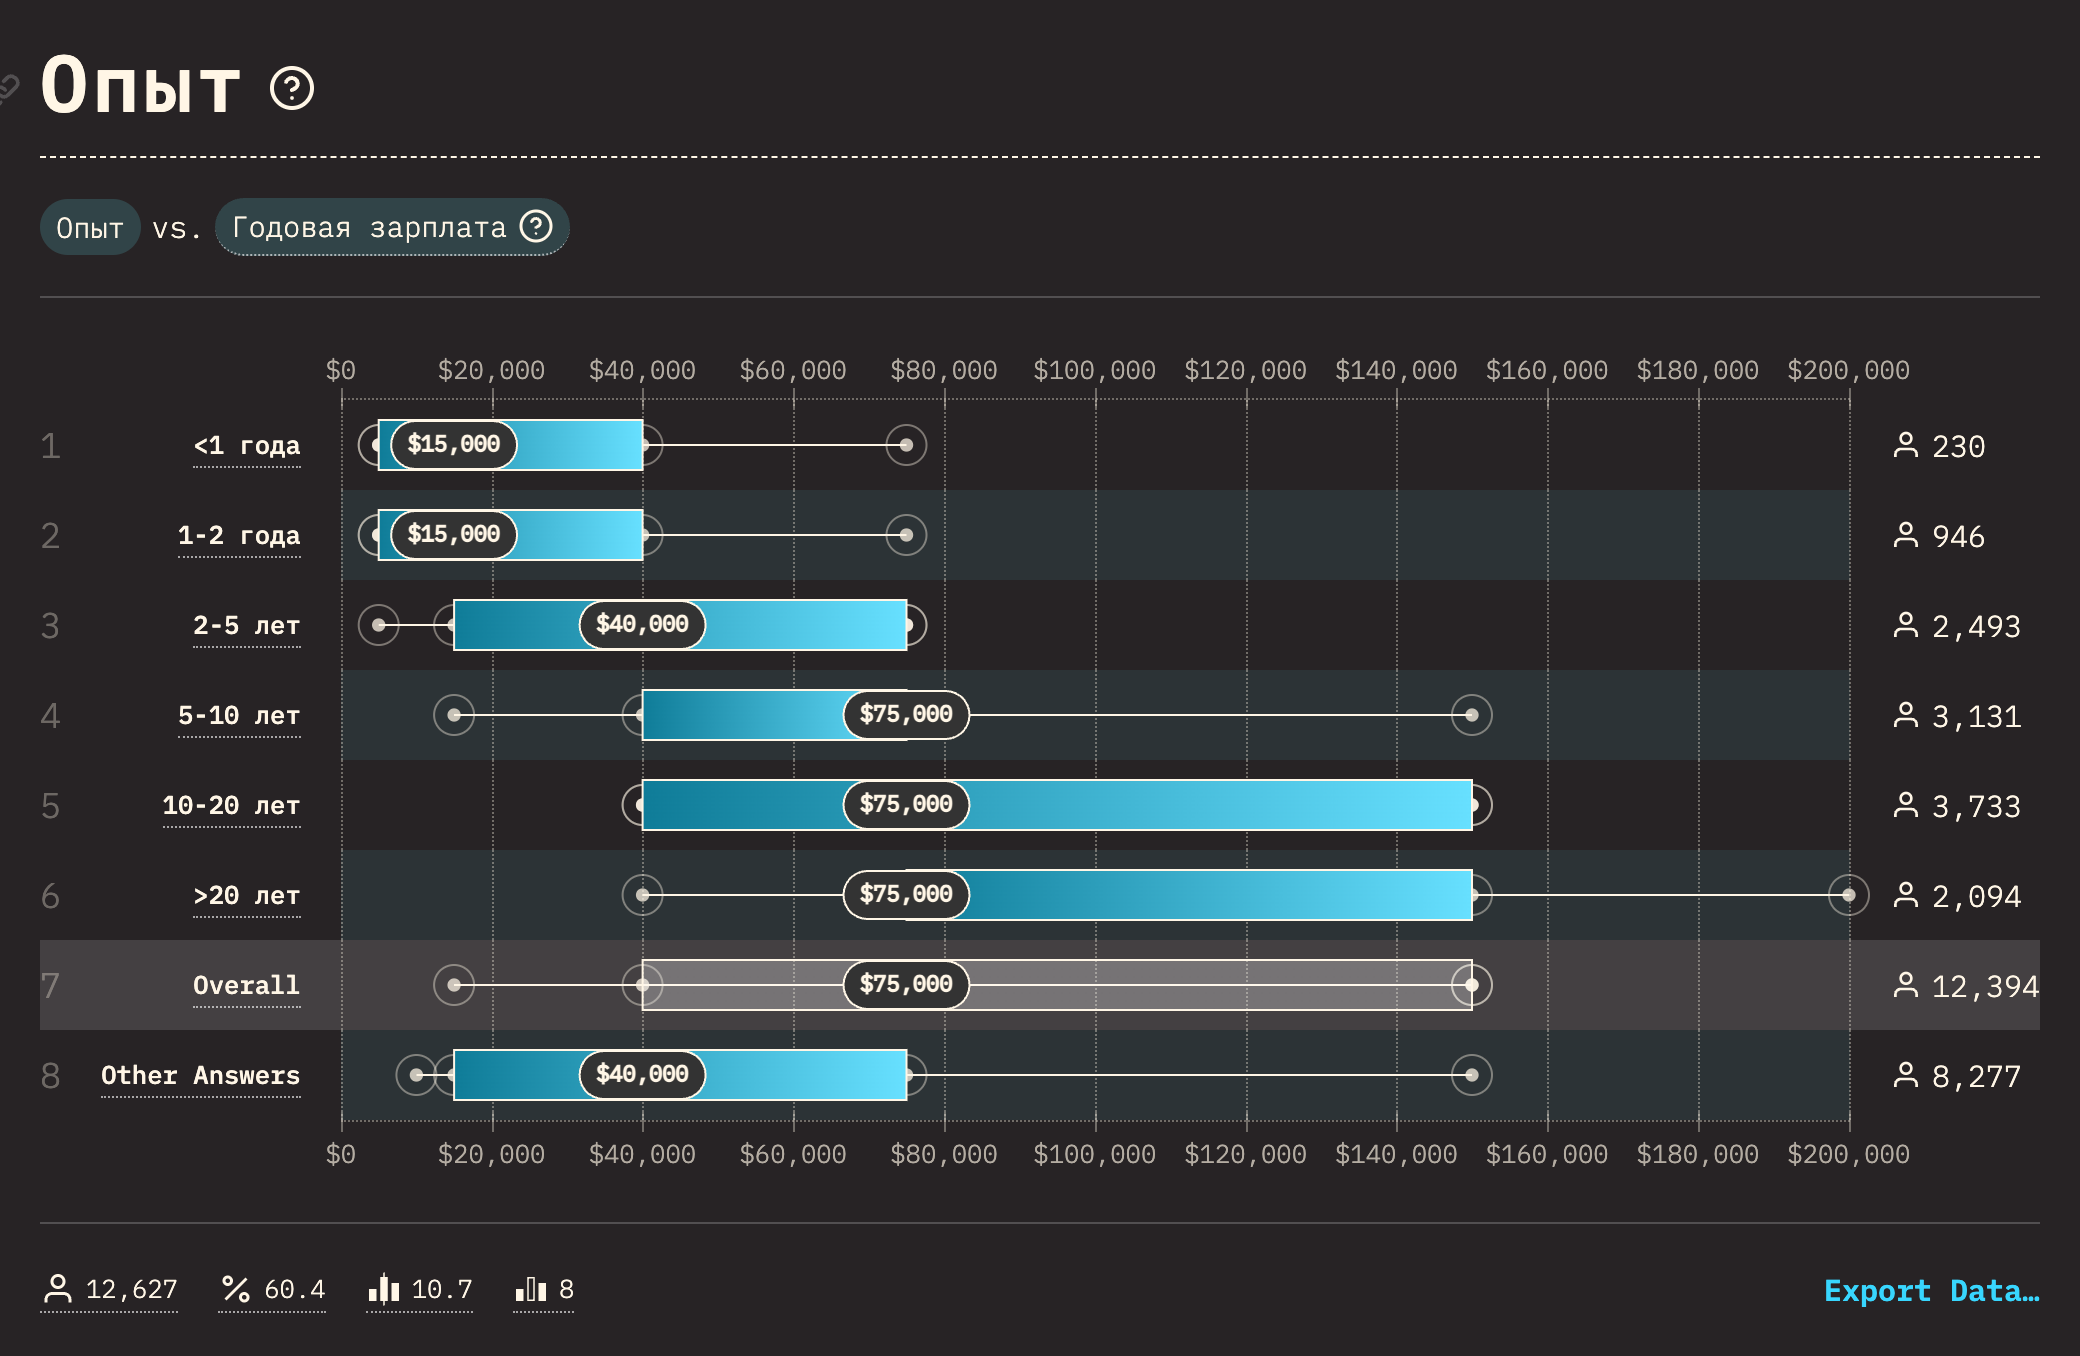 Опыт
Опыт vs. Годовая зарплата
$0 $20,000 $40,000 $60,000 $80,000 $100,000 $120,000 $140,000 $160,000 $180,000 $200,000
1 <1 года $15,000 230
2 1-2 года $15,000 946
3 2-5 лет $40,000 2,493
4 5-10 лет $75,000 3,131
5 10-20 лет $75,000 3,733
6 >20 лет $75,000 2,094
7 Overall $75,000 12,394
8 Other Answers $40,000 8,277
$0 $20,000 $40,000 $60,000 $80,000 $100,000 $120,000 $140,000 $160,000 $180,000 $200,000
12,627 % 60.4 10.7 8 Export Data…